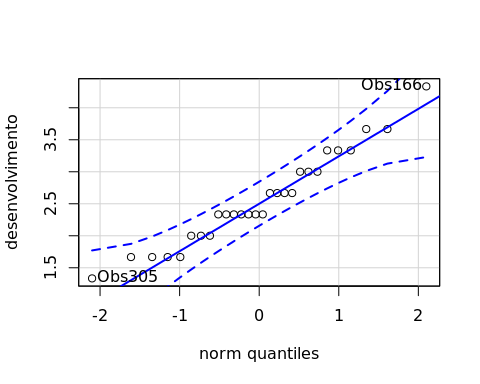 Obs166
3.5
desenvolvimento
2.5
1.5
Obs305
-2 -1 0 1 2
norm quantiles